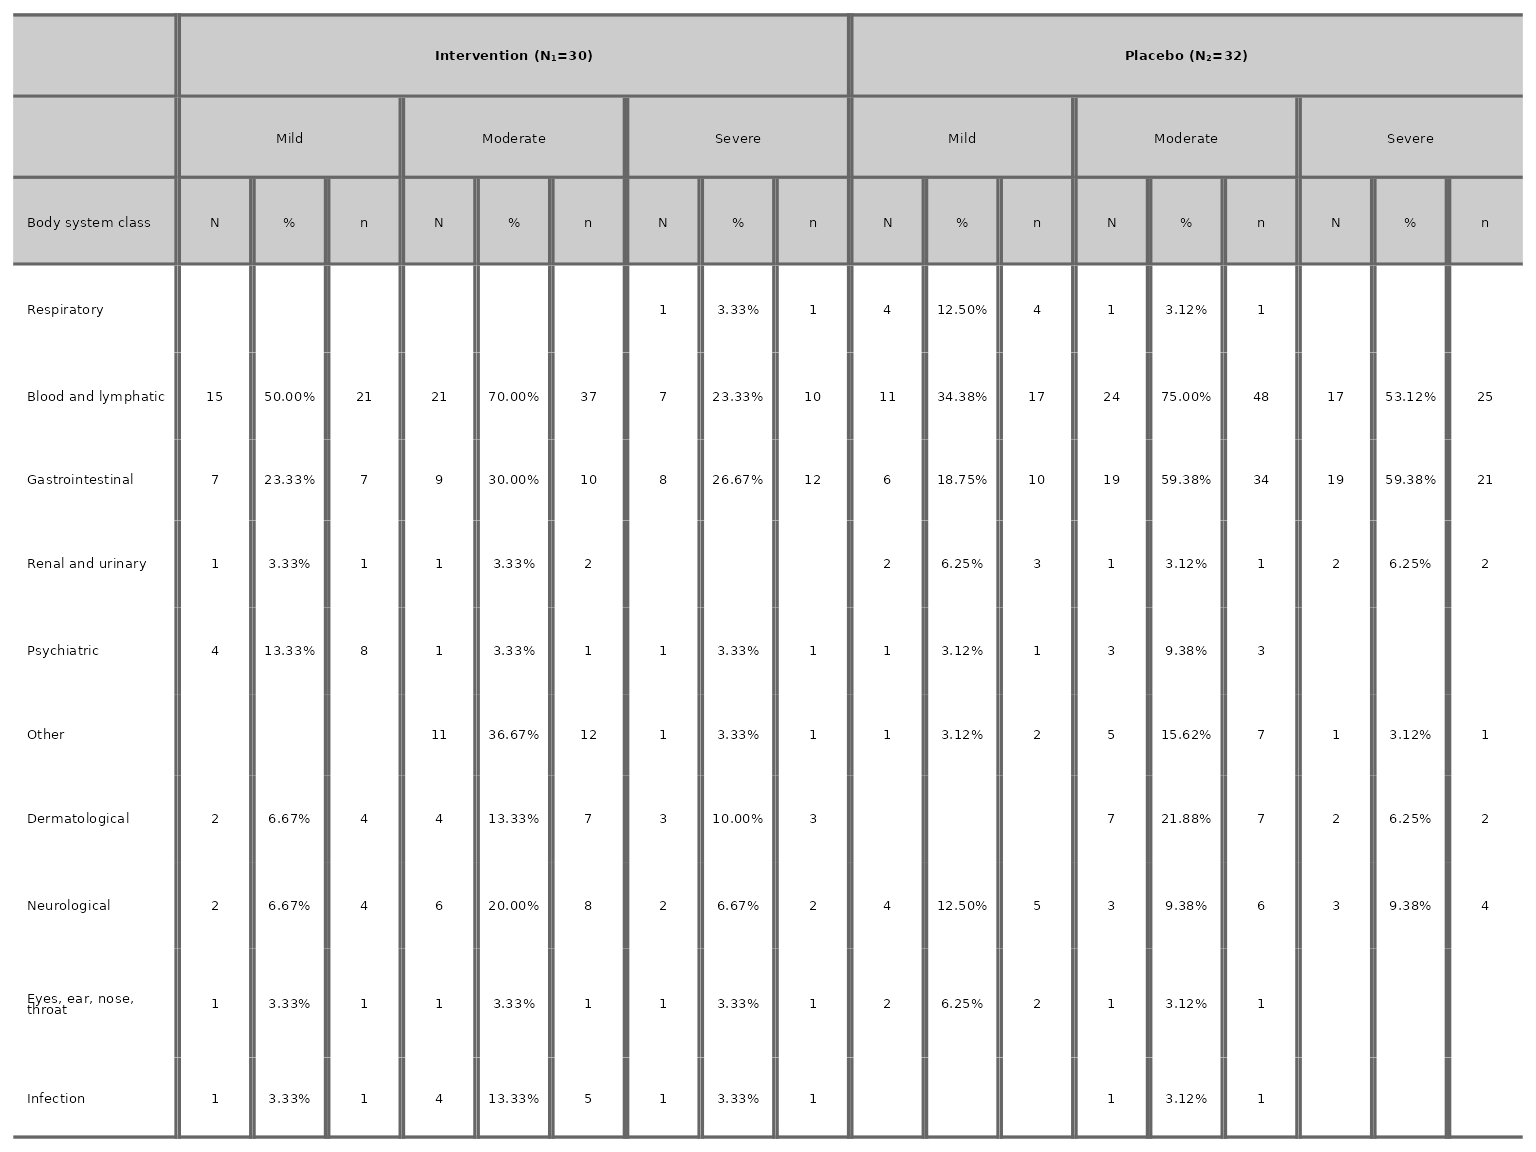 Intervention (N₁=30) Placebo (N₂=32)
Mild Moderate Severe Mild Moderate Severe
Body system class N % n N % n N % n N % n N % n N % n
Respiratory 1 3.33% 1 4 12.50% 4 1 3.12% 1
Blood and lymphatic 15 50.00% 21 21 70.00% 37 7 23.33% 10 11 34.38% 17 24 75.00% 48 17 53.12% 25
Gastrointestinal 7 23.33% 7 9 30.00% 10 8 26.67% 12 6 18.75% 10 19 59.38% 34 19 59.38% 21
Renal and urinary 1 3.33% 1 1 3.33% 2 2 6.25% 3 1 3.12% 1 2 6.25% 2
Psychiatric 4 13.33% 8 1 3.33% 1 1 3.33% 1 1 3.12% 1 3 9.38% 3
Other 11 36.67% 12 1 3.33% 1 1 3.12% 2 5 15.62% 7 1 3.12% 1
Dermatological 2 6.67% 4 4 13.33% 7 3 10.00% 3 7 21.88% 7 2 6.25% 2
Neurological 2 6.67% 4 6 20.00% 8 2 6.67% 2 4 12.50% 5 3 9.38% 6 3 9.38% 4
Eyes, ear, nose,
throat 1 3.33% 1 1 3.33% 1 1 3.33% 1 2 6.25% 2 1 3.12% 1
Infection 1 3.33% 1 4 13.33% 5 1 3.33% 1 1 3.12% 1